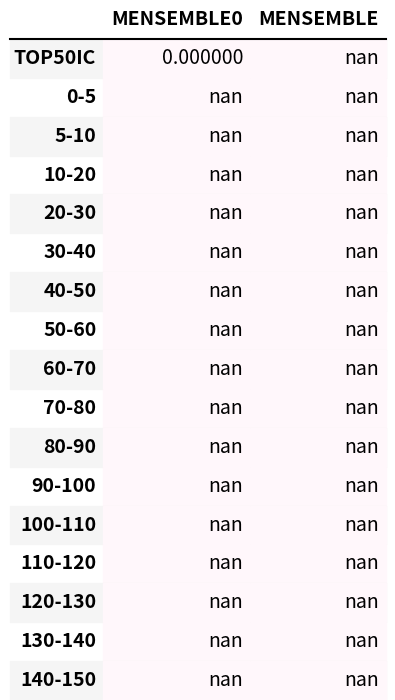 MENSEMBLE0 MENSEMBLE
TOP50IC 0.000000 nan
0-5 nan nan
5-10 nan nan
10-20 nan nan
20-30 nan nan
30-40 nan nan
40-50 nan nan
50-60 nan nan
60-70 nan nan
70-80 nan nan
80-90 nan nan
90-100 nan nan
100-110 nan nan
110-120 nan nan
120-130 nan nan
130-140 nan nan
140-150 nan nan